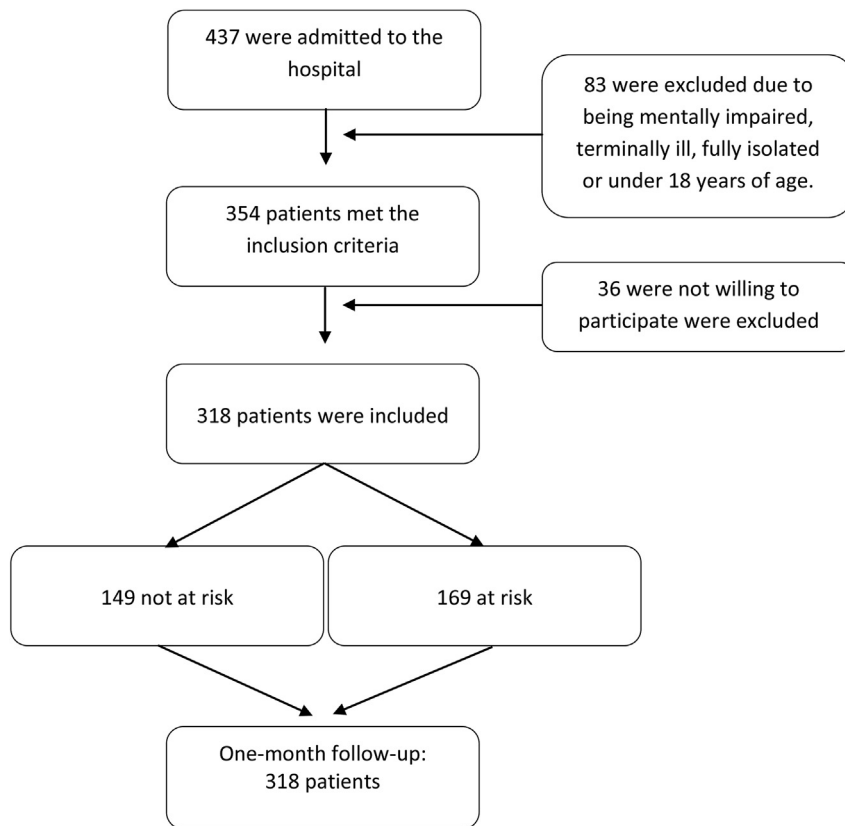 437 were admitted to the
hospital
83 were excluded due to
being mentally impaired,
terminally ill, fully isolated
or under 18 years of age.
354 patients met the
inclusion criteria
36 were not willing to
participate were excluded
318 patients were included
149 not at risk
169 at risk
One-month follow-up:
318 patients